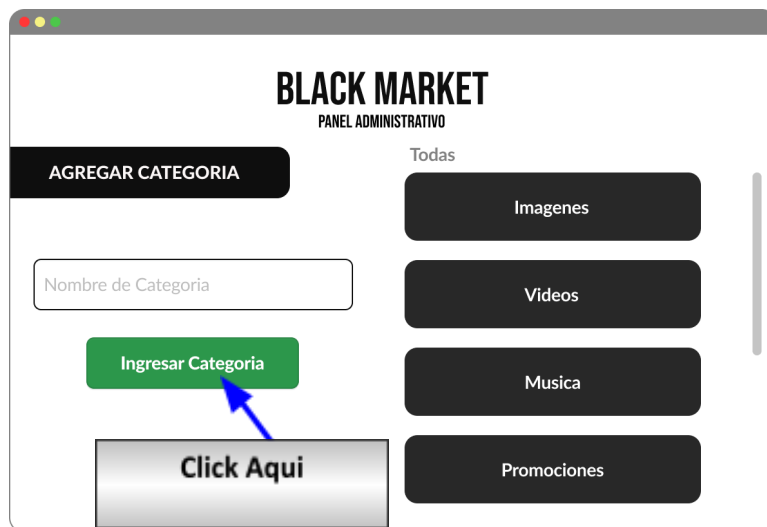 BLACK MARKET
PANEL ADMINISTRATIVO
AGREGAR CATEGORIA
Nombre de Categoria
Ingresar Categoria
Click Aqui
Todas
Imagenes
Videos
Musica
Promociones